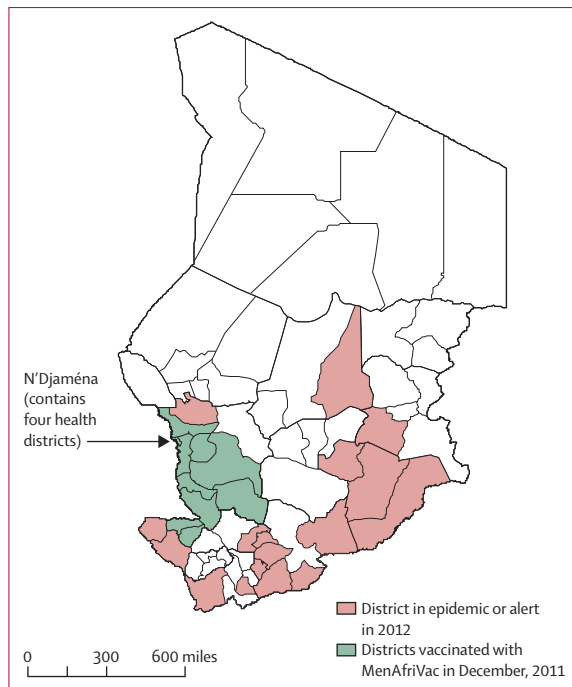 N’Djaména
(contains
four health
districts)
District in epidemic or alert
in 2012
Districts vaccinated with
MenAfriVac in December, 2011
0 300 600 miles